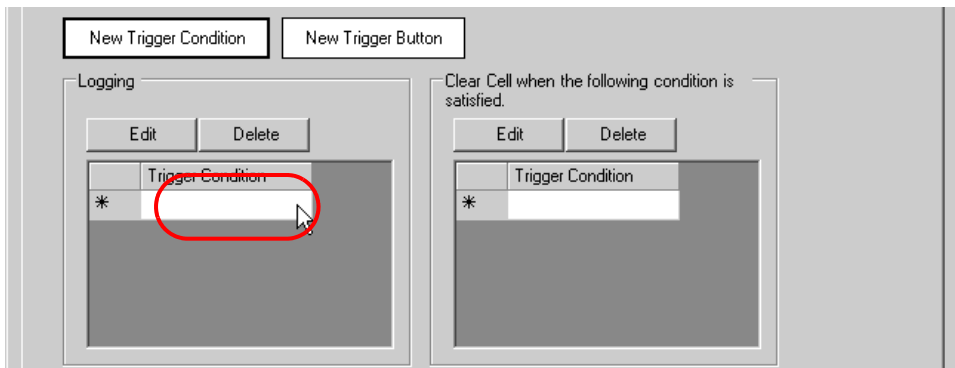 New Trigger Condition New Trigger Button
Logging
Edit Delete
Trigger Condition
*
Clear Cell when the following condition is
satisfied.
Edit Delete
Trigger Condition
*